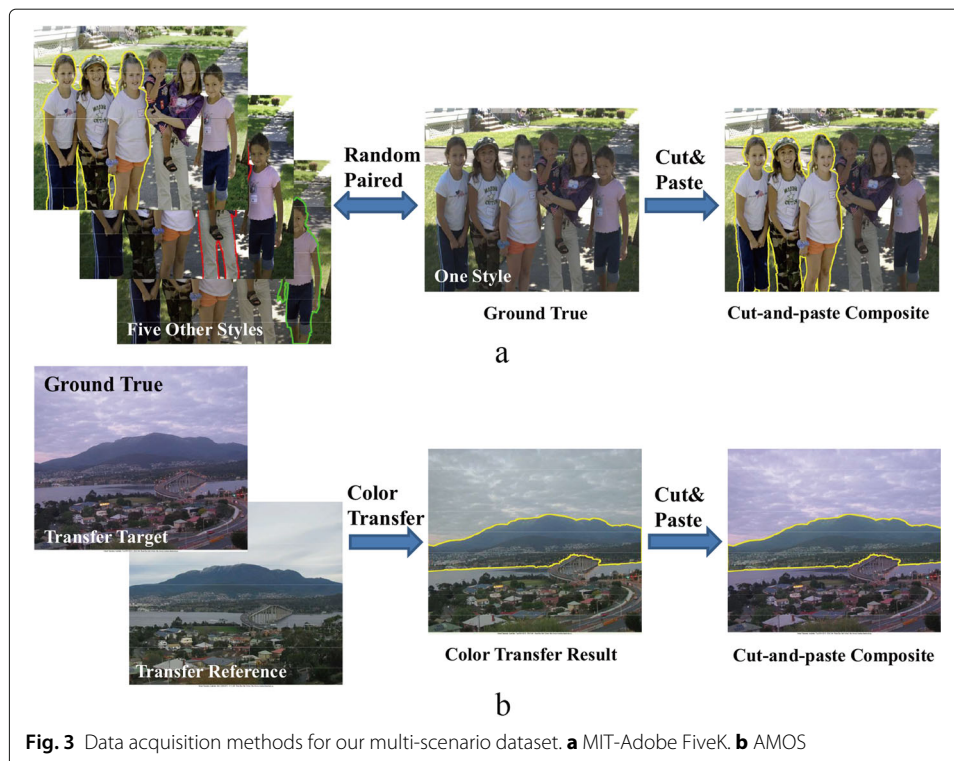 Random
Paired
Cut&
Paste
One Style
Five Other Styles
Ground True
Cut-and-paste Composite
a
Ground True
Transfer Target
Transfer Reference
Color
Transfer
Cut&
Paste
Color Transfer Result
Cut-and-paste Composite
b
Fig. 3 Data acquisition methods for our multi-scenario dataset. a MIT-Adobe FiveK. b AMOS